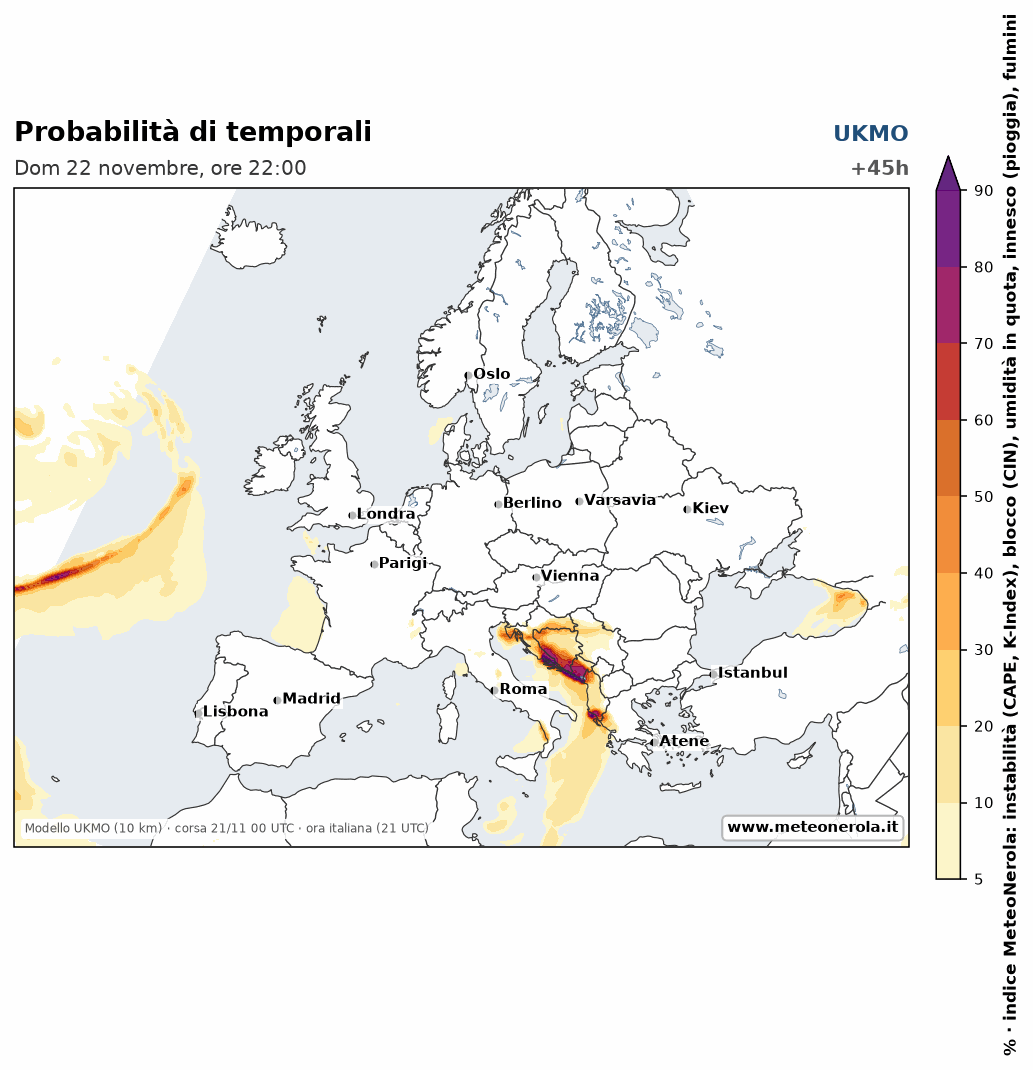 Probabilità di temporali
UKMO
Dom 22 novembre, ore 22:00
+45h
Oslo
Londra
Berlino
Varsavia
Kiev
Parigi
Vienna
Istanbul
Roma
Madrid
Lisbona
Atene
Modello UKMO (10 km) · corsa 21/11 00 UTC · ora italiana (21 UTC)
www.meteonerola.it
90
80
70
60
50
40
30
20
10
5
% · indice MeteoNerola: instabilità (CAPE, K-Index), blocco (CIN), umidità in quota, innesco (pioggia), fulmini